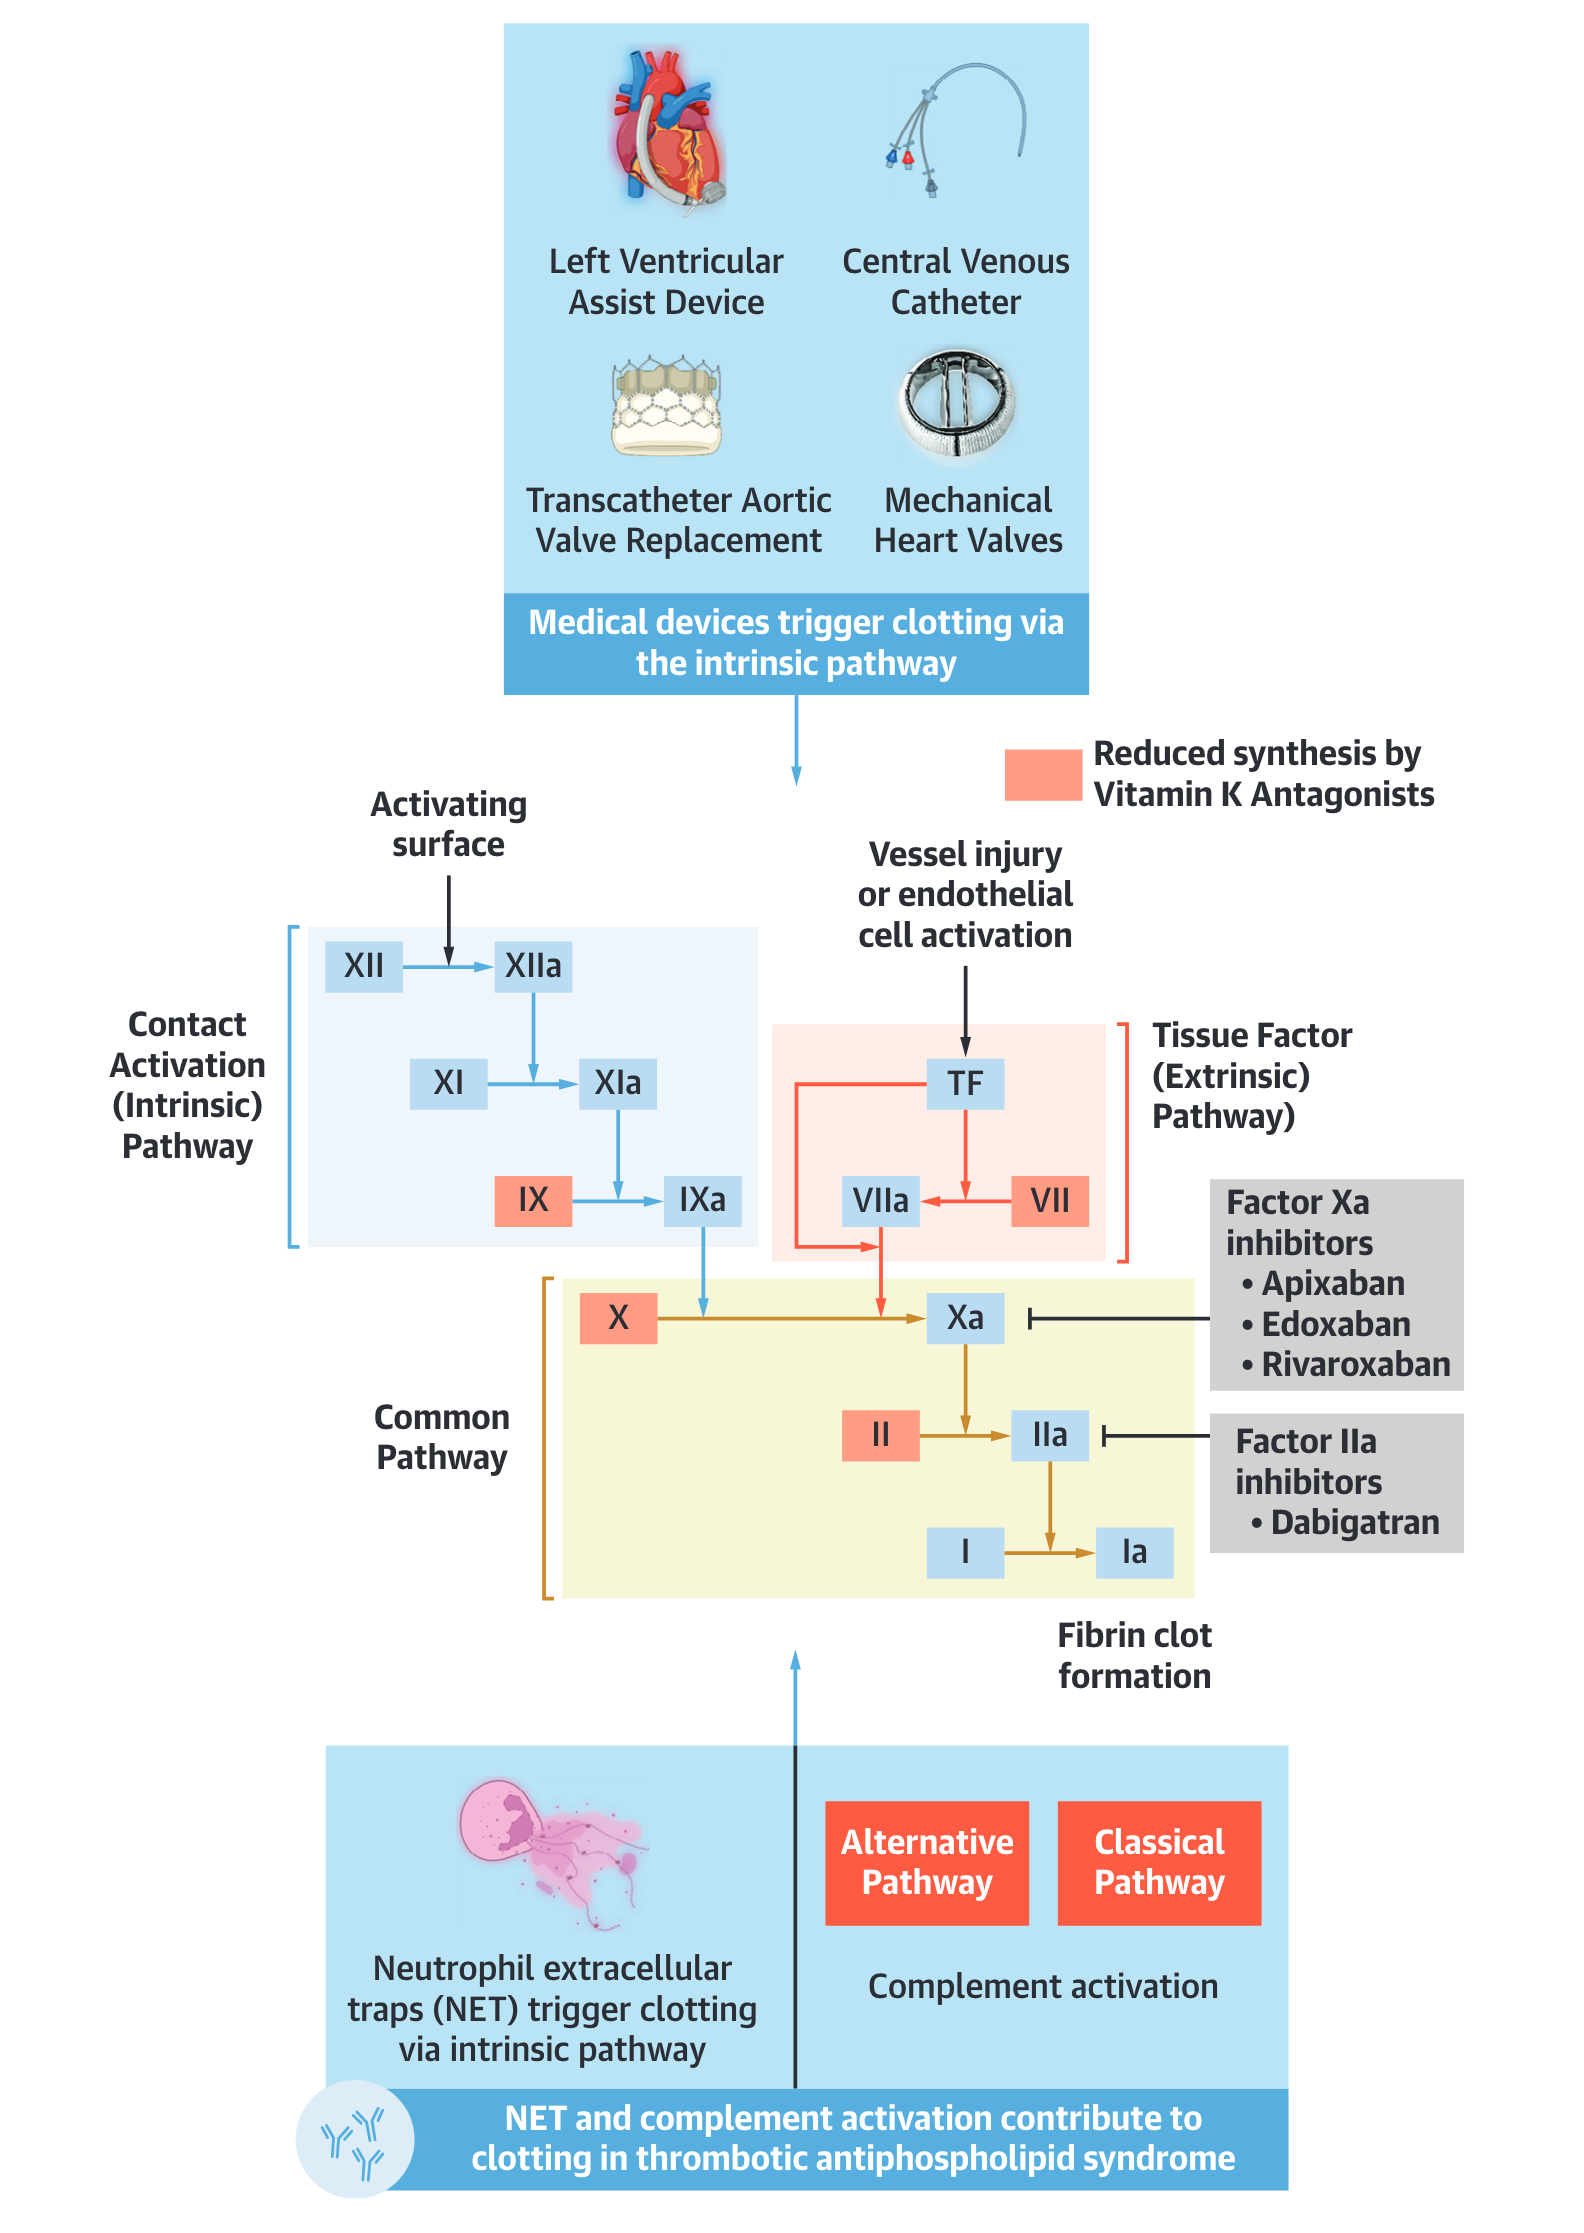 Left Ventricular
Assist Device
Central Venous
Catheter
Transcatheter Aortic
Valve Replacement
Mechanical
Heart Valves
Medical devices trigger clotting via
the intrinsic pathway
Reduced synthesis by
Vitamin K Antagonists
Activating
surface
Vessel injury
or endothelial
cell activation
Contact
Activation
(Intrinsic)
Pathway
XII
XIIa
XI
XIa
IX
IXa
TF
VIIa
VII
Tissue Factor
(Extrinsic)
Pathway)
Factor Xa
inhibitors
• Apixaban
• Edoxaban
• Rivaroxaban
Common
Pathway
X
Xa
II
IIa
I
Ia
Factor IIa
inhibitors
• Dabigatran
Fibrin clot
formation
Neutrophil extracellular
traps (NET) trigger clotting
via intrinsic pathway
Alternative
Pathway
Classical
Pathway
Complement activation
NET and complement activation contribute to
clotting in thrombotic antiphospholipid syndrome